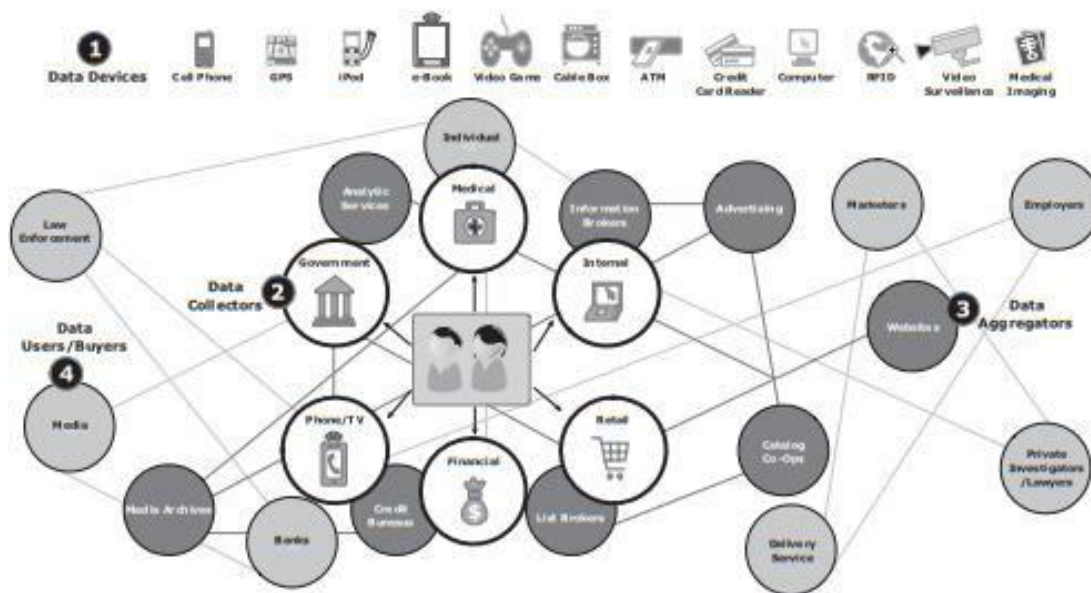 1
Data Devices
Cell Phone
GPS
iPod
e-Book
Video Game
Cable Box
ATM
Credit
Card Reader
Computer
RFID
Video
Surveillance
Medical
Imaging
Individual
Analytic
Services
Medical
Information
Brokers
Advertising
Marketers
Employers
Law
Enforcement
Government
Internal
Data
Collectors
2
3
Data
Aggregators
Websites
Data
Users/Buyers
4
Media
Phone/TV
Retail
Financial
Catalog
Co-Ops
Private
Investigators
/Lawyers
Media Archives
Credit
Bureaus
List Brokers
Banks
Delivery
Service
$